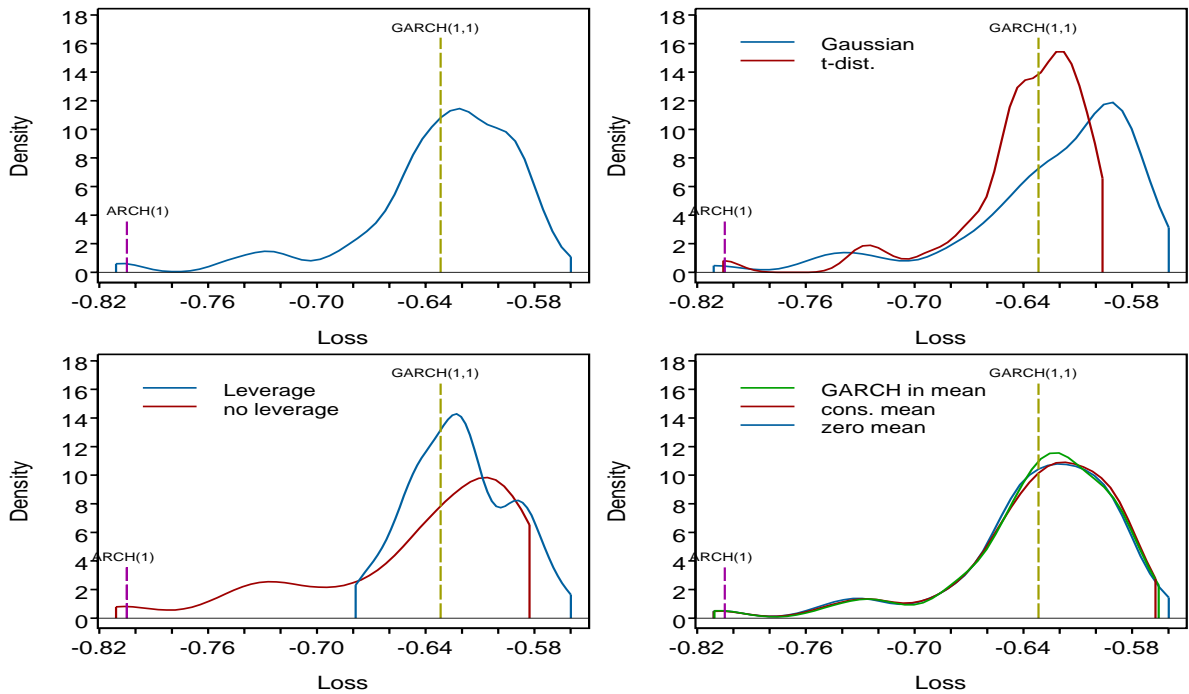 18
16
14
12
10
8
6
4
2
0
Density
GARCH(1,1)
ARCH(1)
-0.82
-0.76
-0.70
-0.64
-0.58
Loss
18
16
14
12
10
8
6
4
2
0
Density
GARCH(1,1)
Gaussian
t-dist.
ARCH(1)
-0.82
-0.76
-0.70
-0.64
-0.58
Loss
18
16
14
12
10
8
6
4
2
0
Density
GARCH(1,1)
Leverage
no leverage
ARCH(1)
-0.82
-0.76
-0.70
-0.64
-0.58
Loss
18
16
14
12
10
8
6
4
2
0
Density
GARCH(1,1)
GARCH in mean
cons. mean
zero mean
ARCH(1)
-0.82
-0.76
-0.70
-0.64
-0.58
Loss